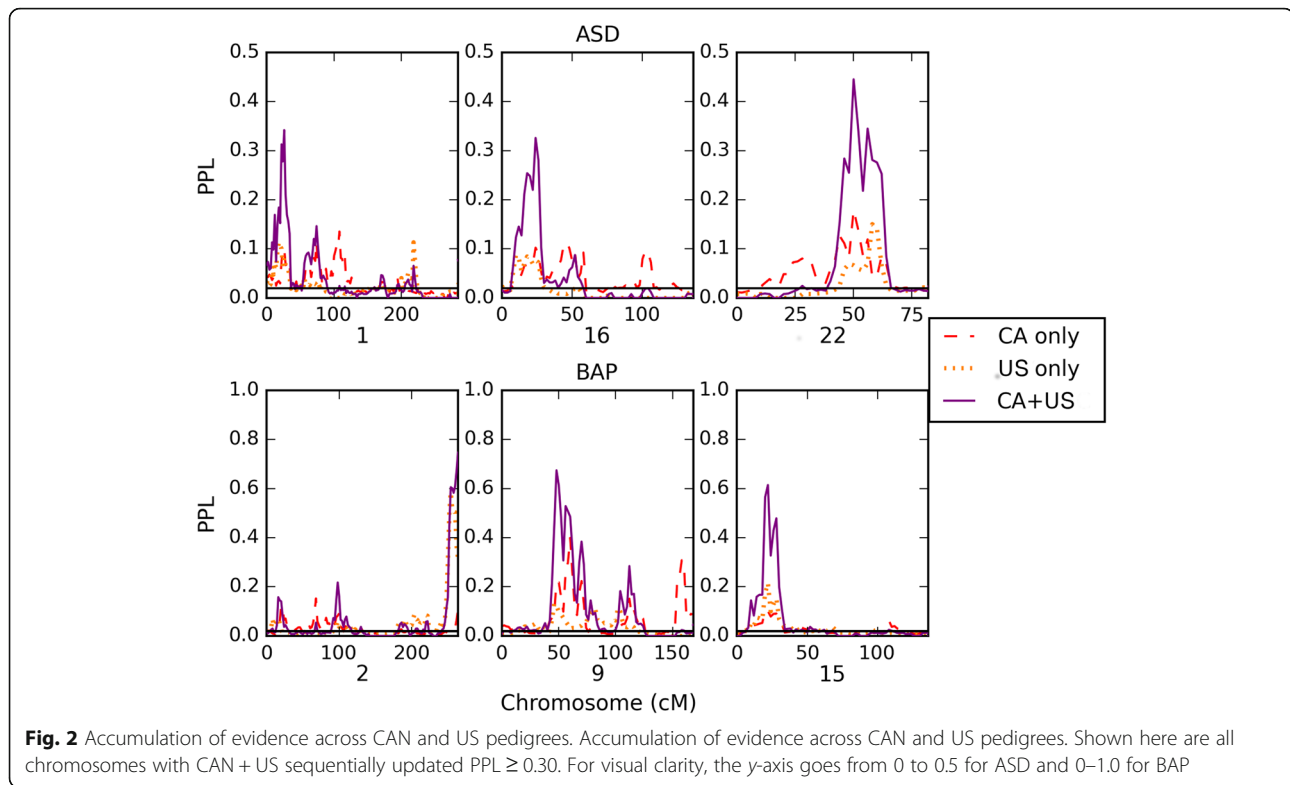 ASD
0.5 0.5 0.5
0.4 0.4 0.4
0.3 0.3 0.3
PPL
0.2 0.2 0.2
0.1 0.1 0.1
0.0 0.0 0.0
0 100 200 0 50 100 0 25 50 75
1 16 22
CA only
US only
CA+US
BAP
1.0 1.0 1.0
0.8 0.8 0.8
0.6 0.6 0.6
PPL
0.4 0.4 0.4
0.2 0.2 0.2
0.0 0.0 0.0
0 100 200 0 50 100 150 0 50 100
2 9 15
Chromosome (cM)
Fig. 2 Accumulation of evidence across CAN and US pedigrees. Accumulation of evidence across CAN and US pedigrees. Shown here are all
chromosomes with CAN + US sequentially updated PPL ≥ 0.30. For visual clarity, the y-axis goes from 0 to 0.5 for ASD and 0–1.0 for BAP